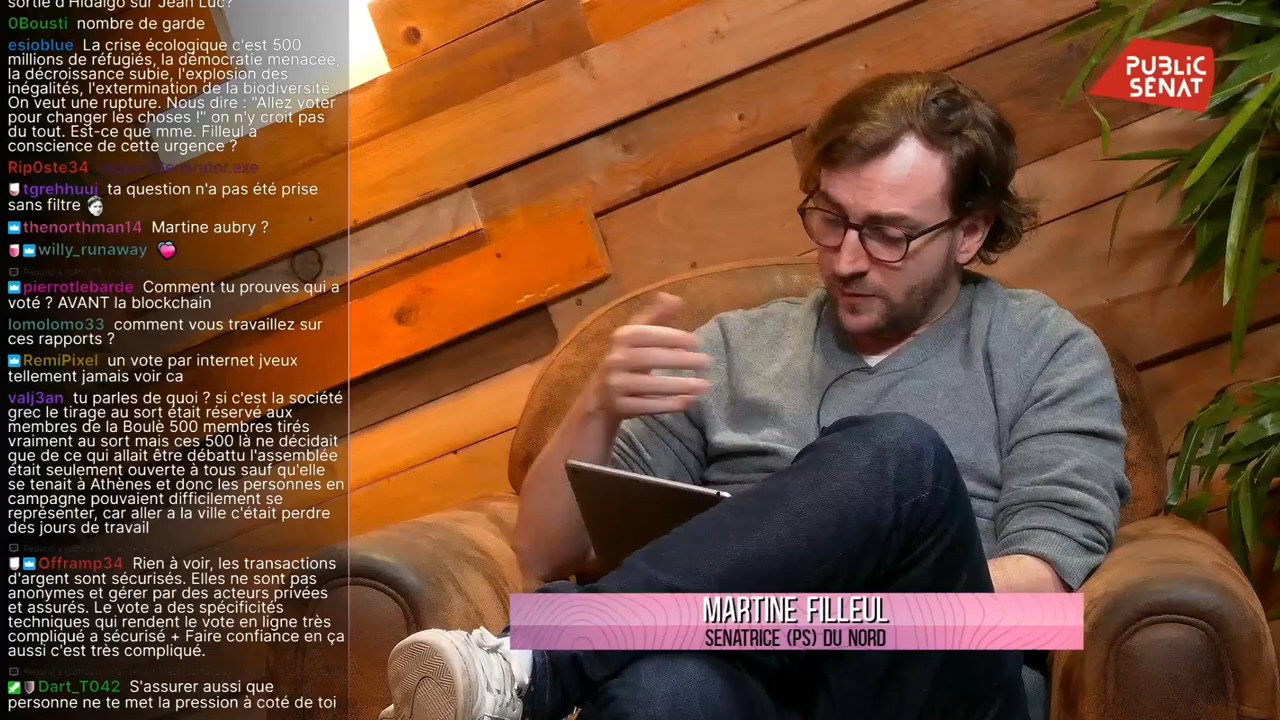 sortie d'Hidalgo sur Jean Luc?
0Bousti nombre de garde
esioblue La crise écologique c'est 500
millions de réfugiés, la démocratie menacée,
la décroissance subie, l'explosion des
inégalités, l'extermination de la biodiversité...
On veut une rupture. Nous dire : "Allez voter
pour changer les choses !" on n'y croit pas
du tout. Est-ce que mme. Filleul a
conscience de cette urgence ?
Rip0ste34
tgrehhuuj ta question n'a pas été prise
sans filtre
thenorthman14 Martine aubry ?
willy_runaway
pierrotlebarde Comment tu prouves qui a
voté ? AVANT la blockchain
lomolomo33 comment vous travaillez sur
ces rapports ?
RemiPixel un vote par internet jveux
tellement jamais voir ca
valj3an tu parles de quoi ? si c'est la société
grec le tirage au sort était réservé aux
membres de la Boulè 500 membres tirés
vraiment au sort mais ces 500 là ne décidait
que de ce qui allait être débattu l'assemblée
était seulement ouverte à tous sauf qu'elle
se tenait à Athènes et donc les personnes en
campagne pouvaient difficilement se
représenter, car aller a la ville c'était perdre
des jours de travail
Offramp34 Rien à voir, les transactions
d'argent sont sécurisés. Elles ne sont pas
anonymes et gérer par des acteurs privées
et assurés. Le vote a des spécificités
techniques qui rendent le vote en ligne très
compliqué a sécurisé + Faire confiance en ça
aussi c'est très compliqué.
Dart_T042 S'assurer aussi que
personne ne te met la pression à coté de toi
PUBLIC
SÉNAT
MARTINE FILLEUL
SÉNATRICE (PS) DU NORD